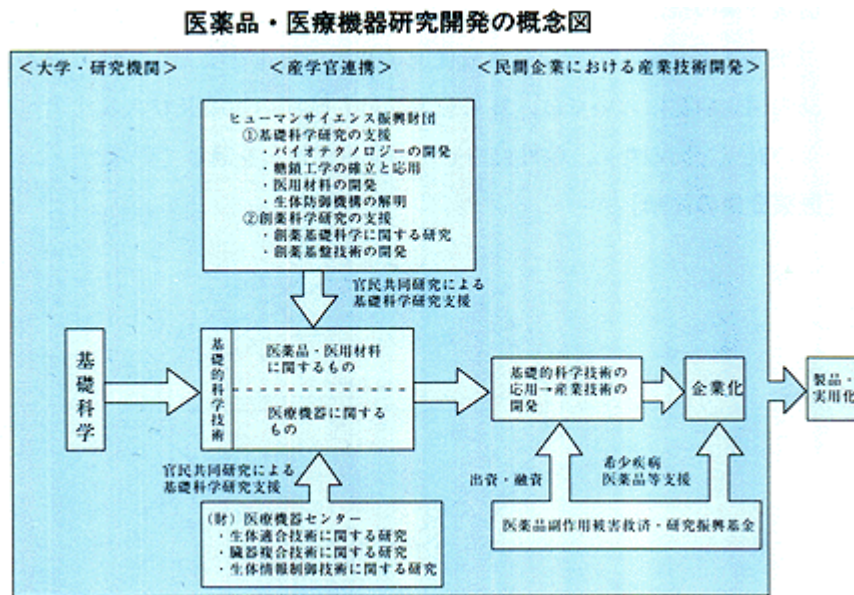 医薬品・医療機器研究開発の概念図
＜大学・研究機関＞
＜産学官連携＞
＜民間企業における産業技術開発＞
ヒューマンサイエンス振興財団
①基礎科学研究の支援
・バイオテクノロジーの開発
・糖鎖工学の確立と応用
・医用材料の開発
・生体防御機構の解明
②創薬科学研究の支援
・創薬基礎科学に関する研究
・創薬基盤技術の開発
官民共同研究による
基礎科学研究支援
基礎科学
基礎的科学技術
医薬品・医用材料
に関するもの
医療機器に関する
もの
基礎的科学技術の
応用→産業技術の
開発
企業化
製品・
実用化
官民共同研究による
基礎科学研究支援
出資・融資
希少疾病
医薬品等支援
（財）医療機器センター
・生体適合技術に関する研究
・臓器複合技術に関する研究
・生体情報制御技術に関する研究
医薬品副作用被害救済・研究振興基金